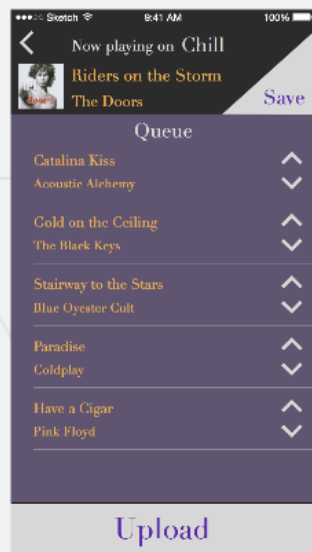 Sketch 9:41 AM 100%
Now playing on Chill
Riders on the Storm
The Doors
Save
Queue
Catalina Kiss
Acoustic Alchemy
Gold on the Ceiling
The Black Keys
Stairway to the Stars
Blue Oyester Cult
Paradise
Coldplay
Have a Cigar
Pink Floyd
Upload